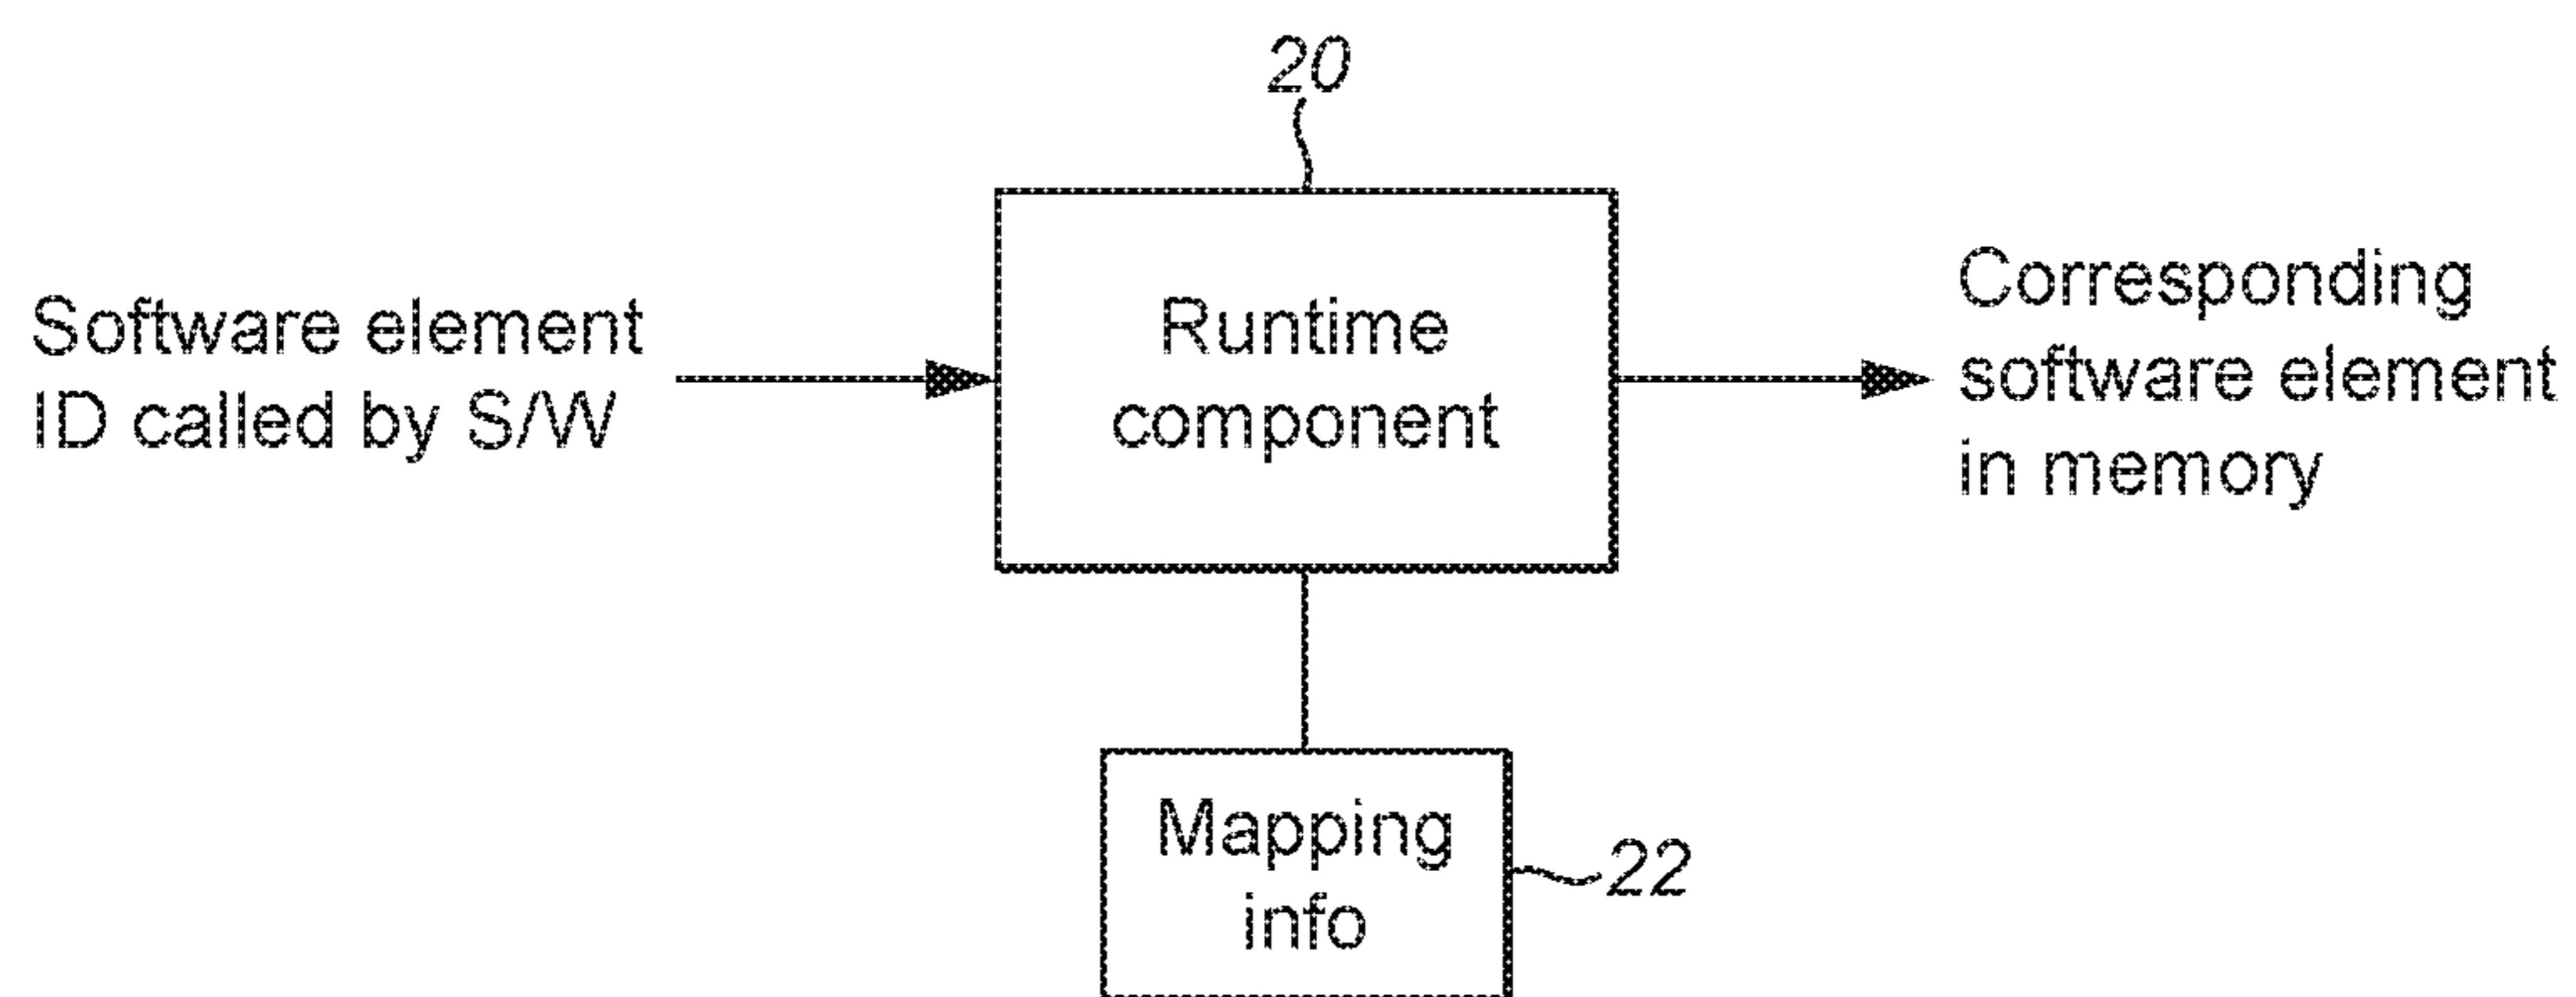 20
Software element
ID called by S/W
Runtime
component
Corresponding
software element
in memory
Mapping
info
22